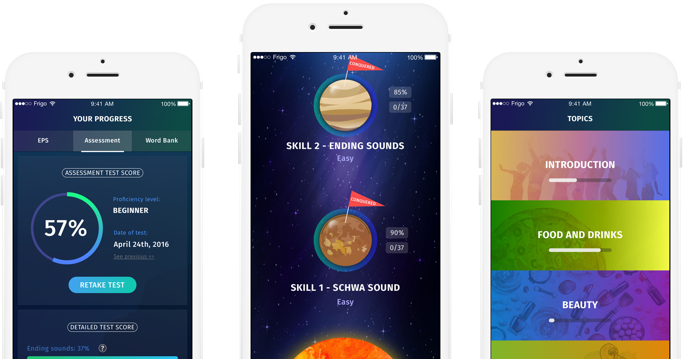 Frigo
9:41 AM
100%
YOUR PROGRESS
EPS
Assessment
Word Bank
ASSESSMENT TEST SCORE
57%
Proficiency level:
BEGINNER
Date of test:
April 24th, 2016
See previous >>
RETAKE TEST
DETAILED TEST SCORE
Ending sounds: 37%
?
Frigo
9:41 AM
100%
CONQUERED
85%
0/37
SKILL 2 - ENDING SOUNDS
Easy
CONQUERED
90%
0/37
SKILL 1 - SCHWA SOUND
Easy
Frigo
9:41 AM
100%
TOPICS
INTRODUCTION
FOOD AND DRINKS
BEAUTY